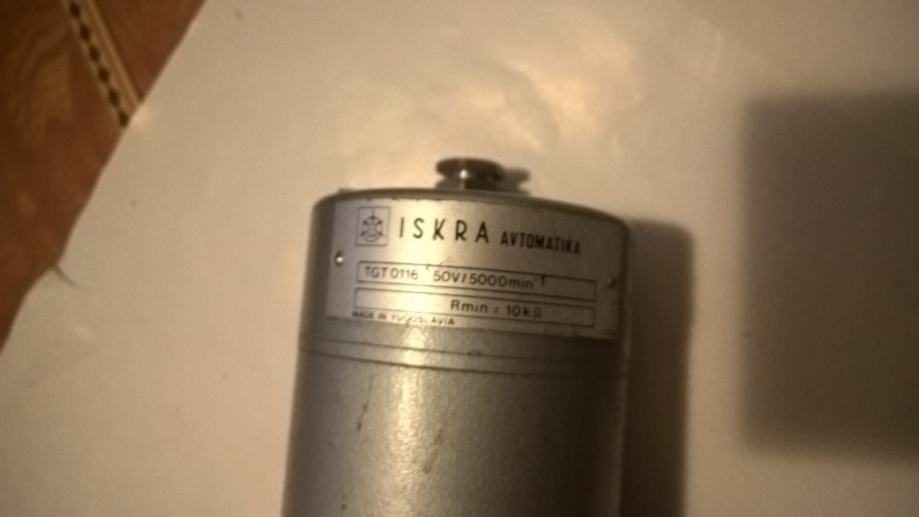 ISKRA AVTOMATIKA
TGT 0116 50V/5000min⁻¹
Rmin = 10kΩ
MADE IN YUGOSLAVIA